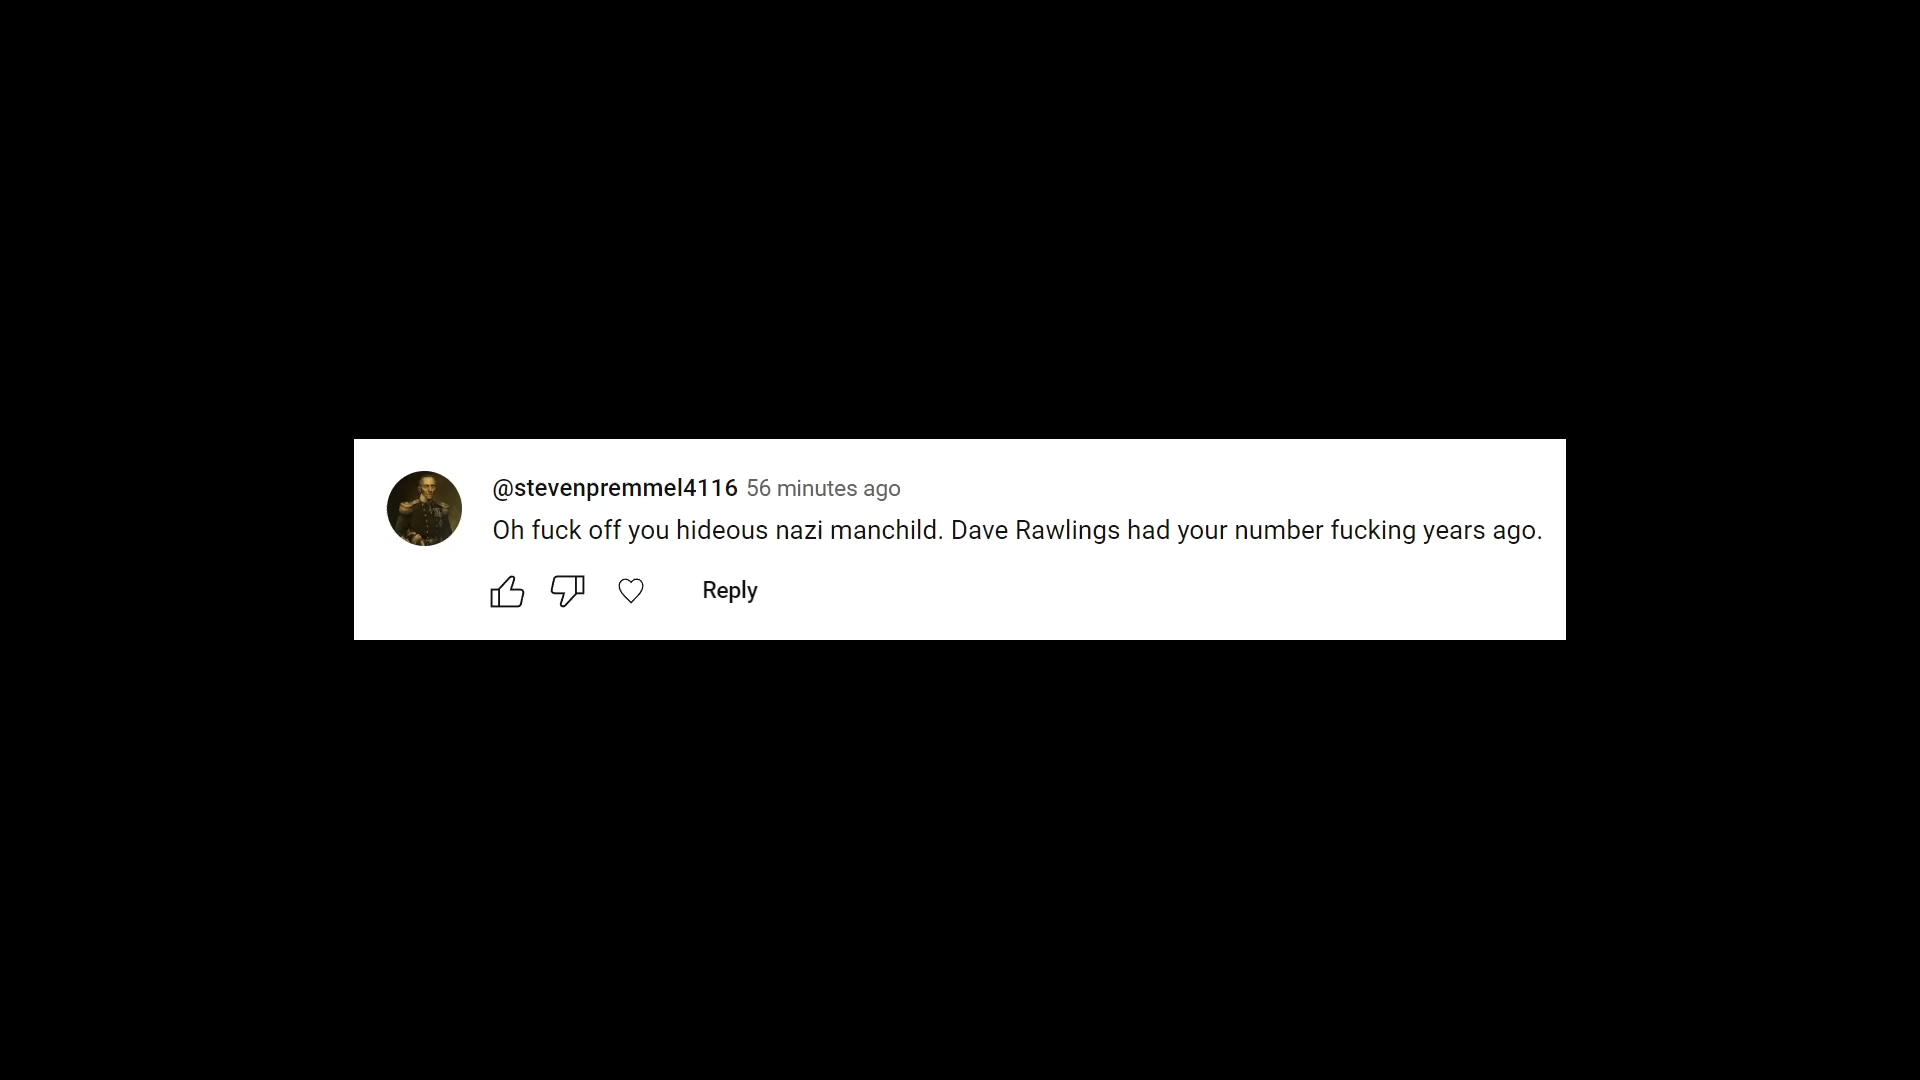 @stevenpremmel4116 56 minutes ago
Oh fuck off you hideous nazi manchild. Dave Rawlings had your number fucking years ago.
Reply